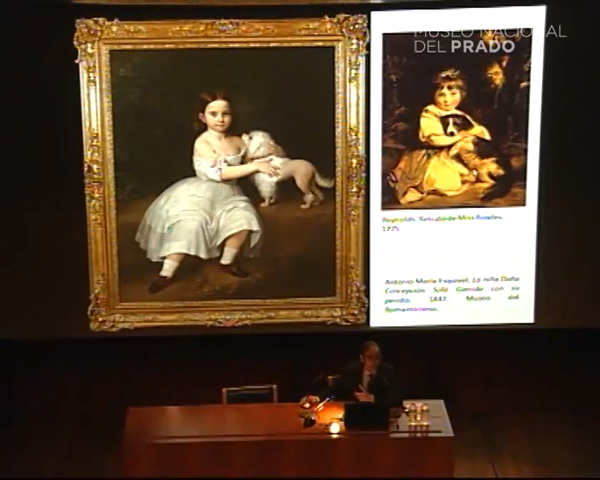 MUSEO NACIONAL
DEL PRADO
Reynolds. Retrato de Miss Bowles.
1775
Antonio María Esquivel. La niña Doña
Concepción Solá Garrido con su
perrito. 1847. Museo del
Romanticismo.